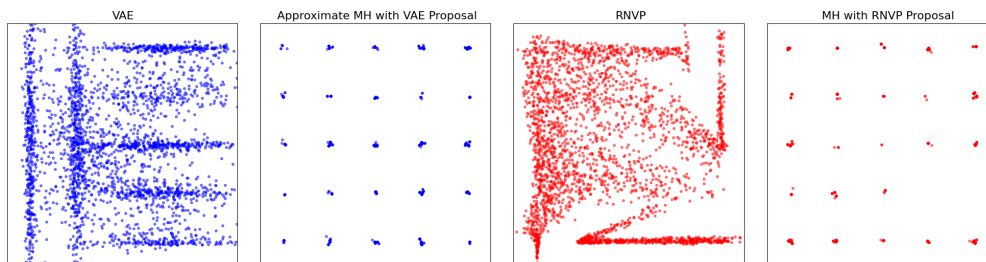 VAE
Approximate MH with VAE Proposal
RNVP
MH with RNVP Proposal